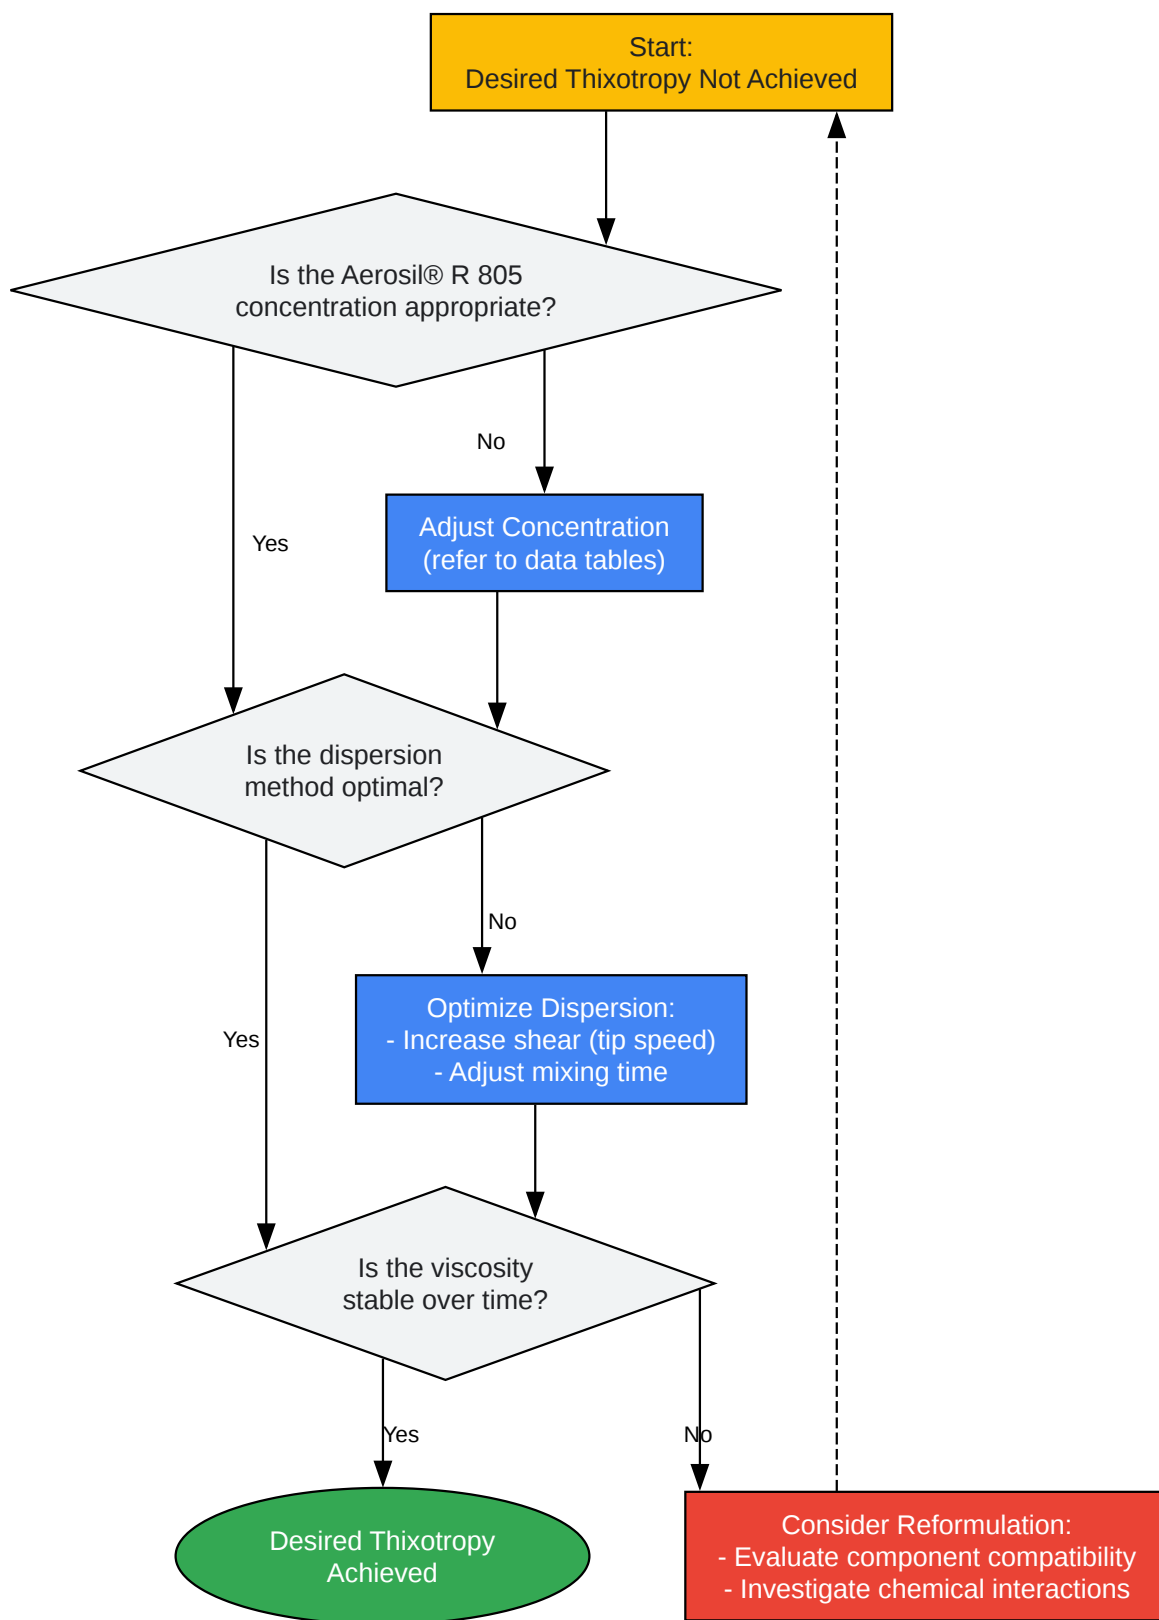 Start:
Desired Thixotropy Not Achieved
Is the Aerosil® R 805
concentration appropriate?
No
Yes
Adjust Concentration
(refer to data tables)
Is the dispersion
method optimal?
No
Yes
Optimize Dispersion:
- Increase shear (tip speed)
- Adjust mixing time
Is the viscosity
stable over time?
Yes
No
Desired Thixotropy
Achieved
Consider Reformulation:
- Evaluate component compatibility
- Investigate chemical interactions